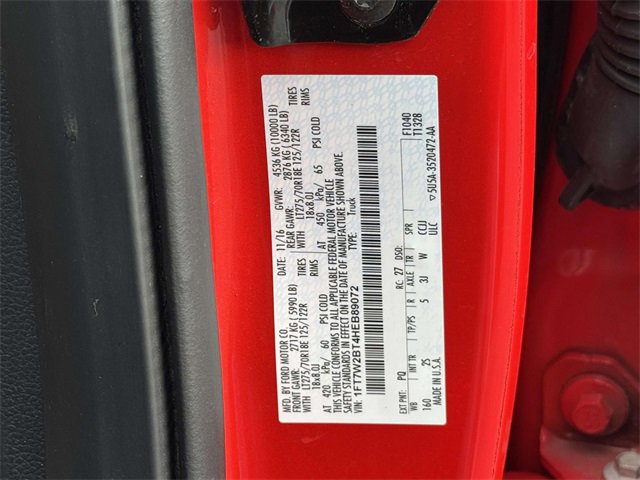 MFD. BY FORD MOTOR CO.
DATE: 11/16 GVWR: 4536 KG (10000 LB)
FRONT GAWR: 2717 KG (5990 LB) REAR GAWR: 2876 KG (6340 LB)
WITH LT275/70R18E 125/122R TIRES WITH LT275/70R18E 125/122R TIRES
18x8.0J RIMS 18x8.0J RIMS
AT 420 kPa/ 60 PSI COLD AT 450 kPa/ 65 PSI COLD
THIS VEHICLE CONFORMS TO ALL APPLICABLE FEDERAL MOTOR VEHICLE
SAFETY STANDARDS IN EFFECT ON THE DATE OF MANUFACTURE SHOWN ABOVE.
VIN: 1FT7W2BT4HEB89072 TYPE: Truck
F1040
T1328
EXT PNT: PQ RC: 27 DSO:
WB INT TR TP/PS R AXLE TR SPR
160 2S 5 3J W CCJJ
MADE IN U.S.A. UILC
▽5U5A-3520472-AA